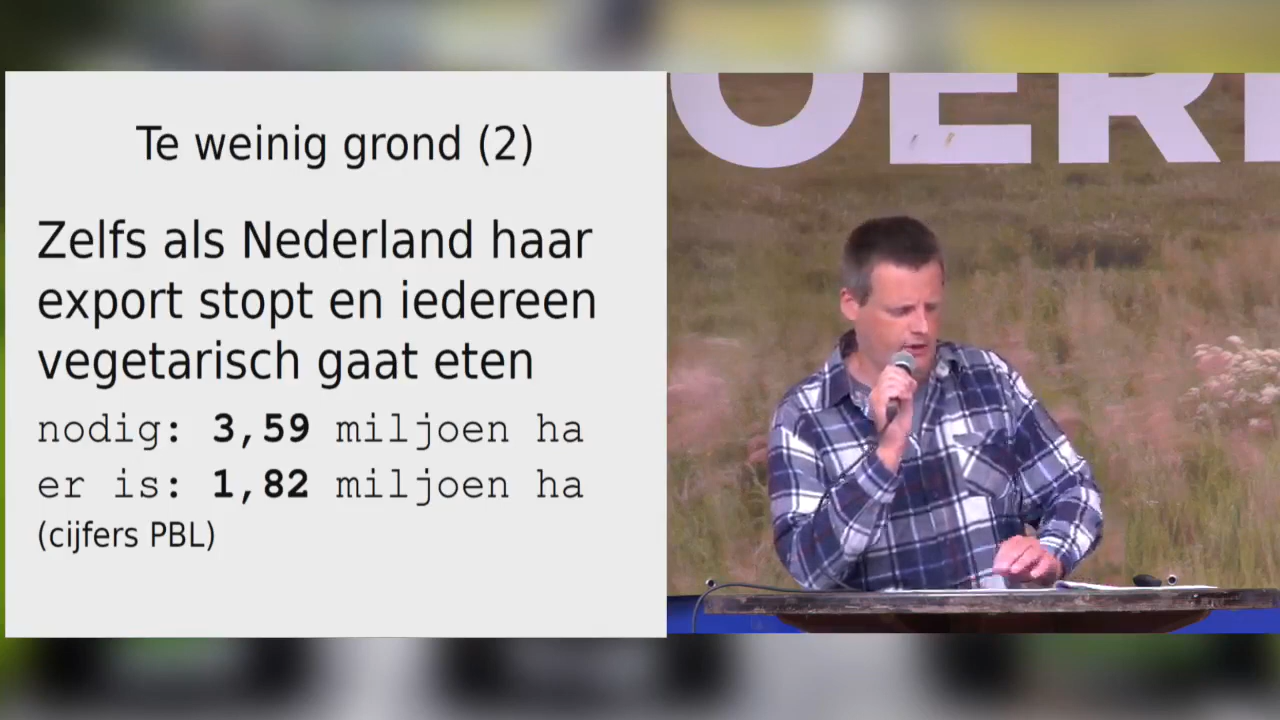 Te weinig grond (2)
Zelfs als Nederland haar
export stopt en iedereen
vegetarisch gaat eten
nodig: 3,59 miljoen ha
er is: 1,82 miljoen ha
(cijfers PBL)
OER